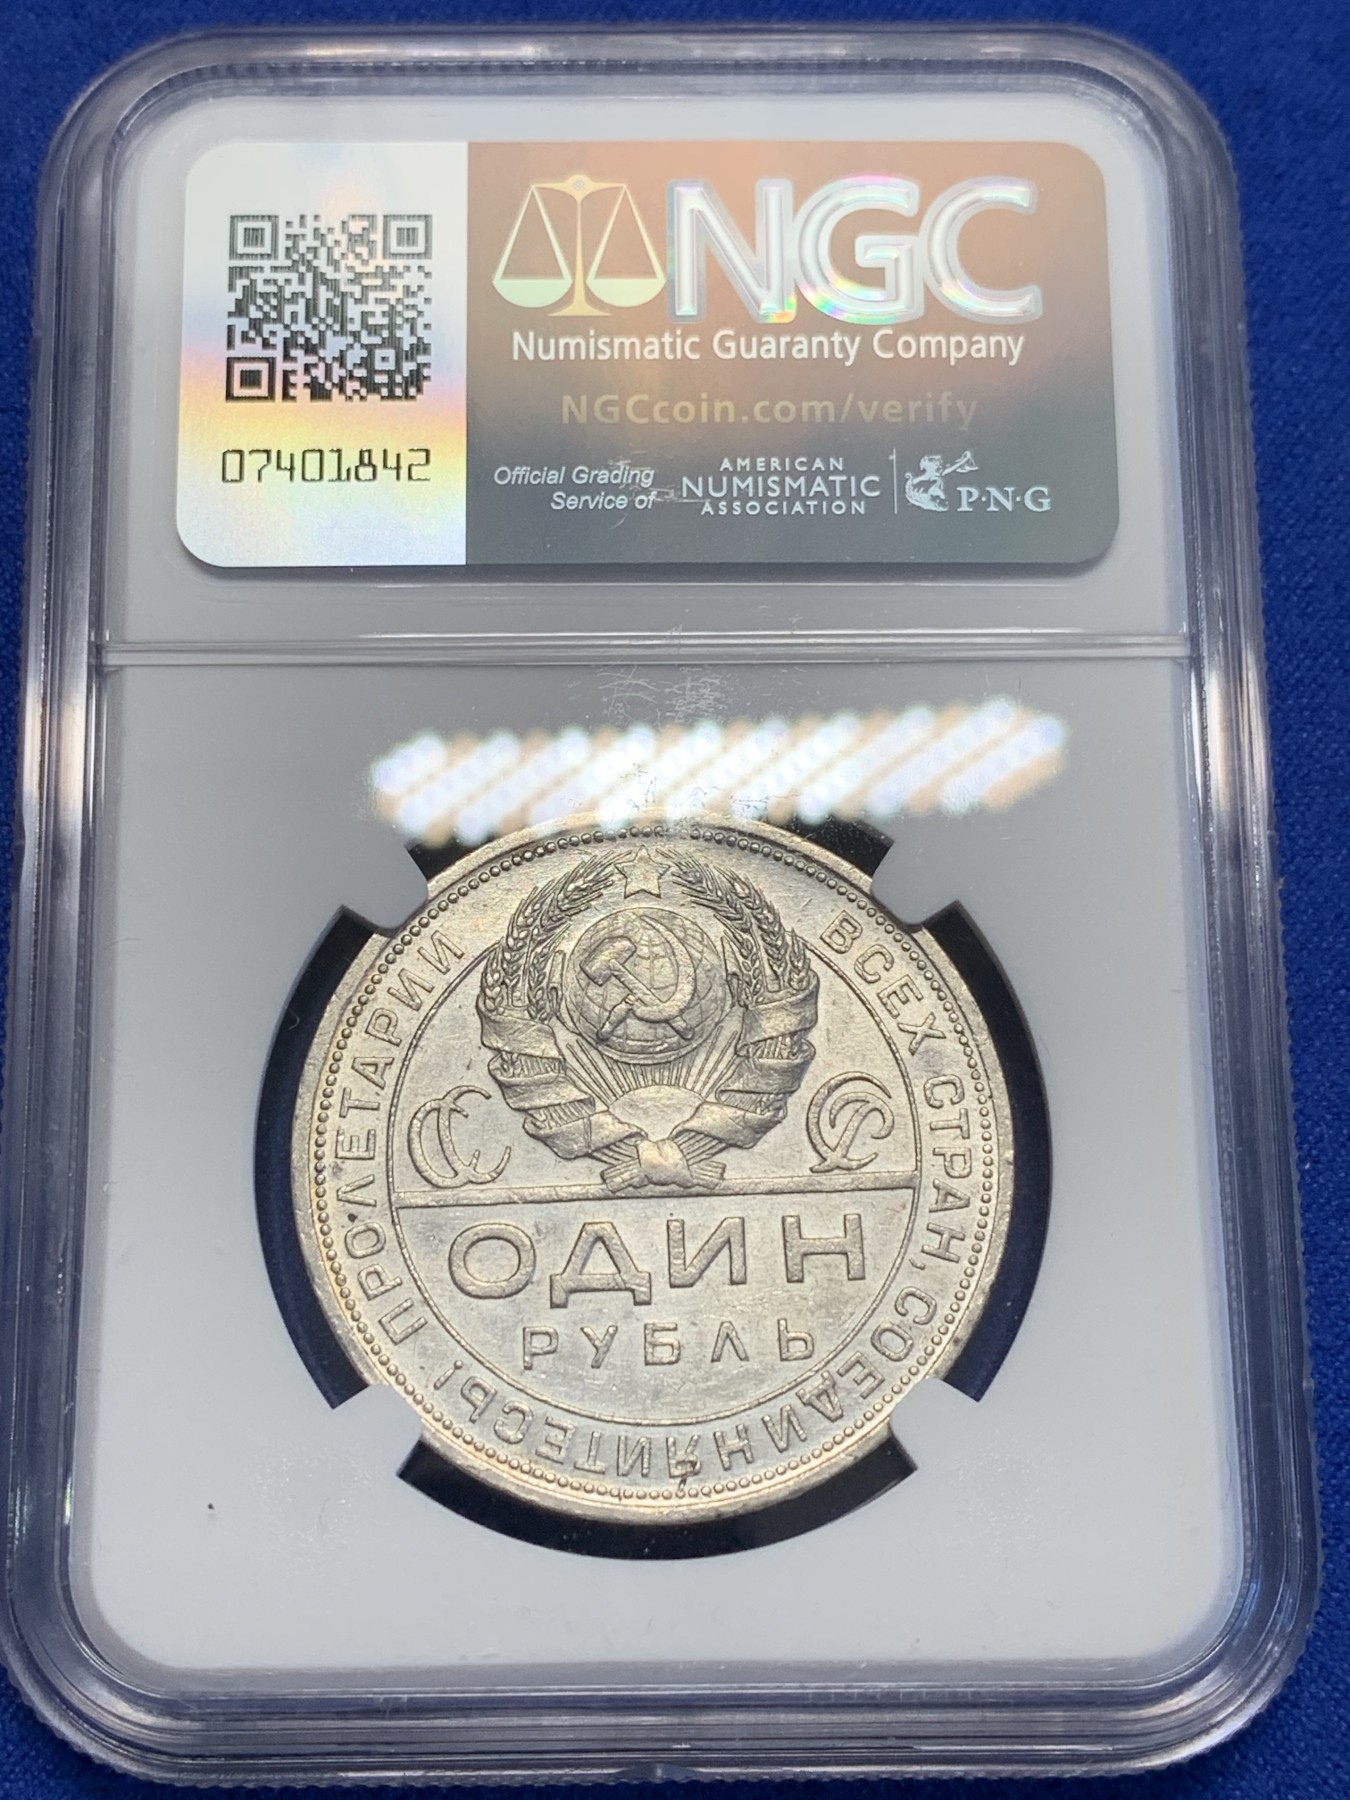 NGC
Numismatic Guaranty Company
NGCcoin.com/verify
07401842
Official Grading
Service of
AMERICAN
NUMISMATIC
ASSOCIATION
P·N·G
ПРОЛЕТАРИИ ВСЕХ СТРАН, СОЕДИНЯЙТЕСЬ!
СССР
ОДИН
РУБЛЬ